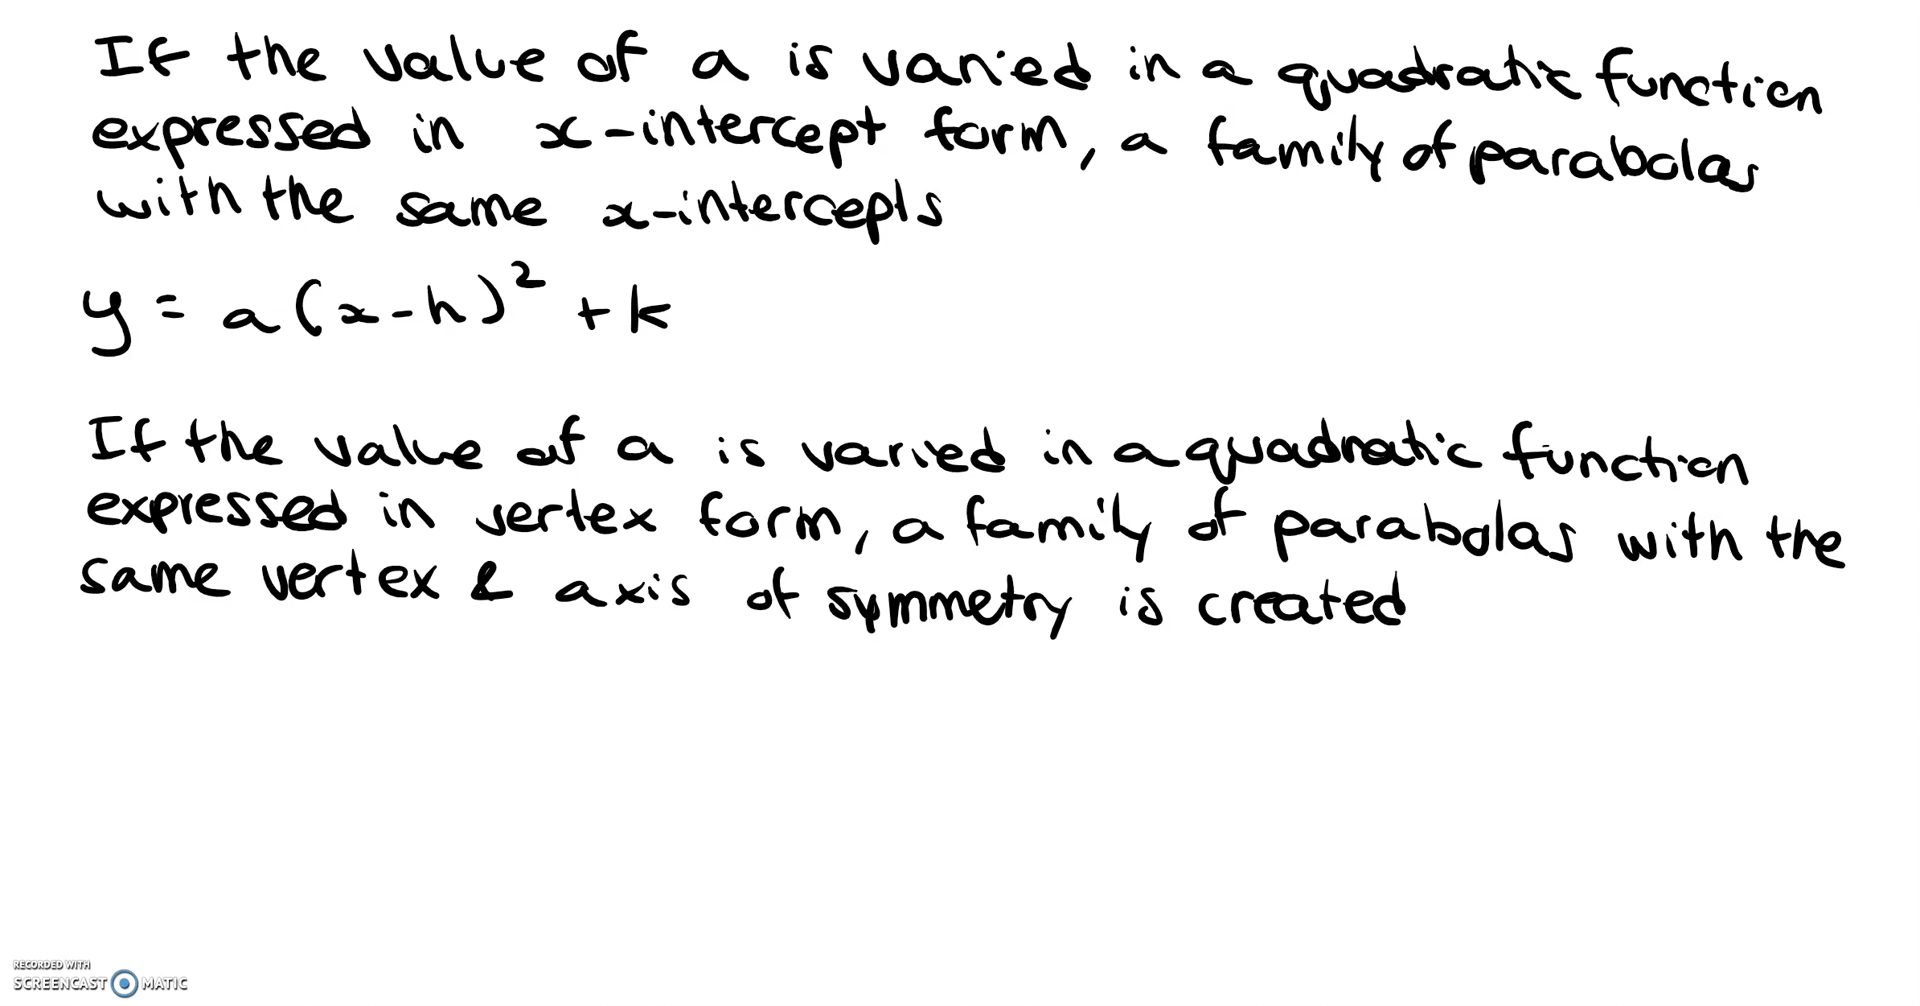 If the value of a is varied in a quadratic function
expressed in x-intercept form, a family of parabolas
with the same x-intercepts
y = a(x-h)² + k
If the value of a is varied in a quadratic function
expressed in vertex form, a family of parabolas with the
same vertex & axis of symmetry is created
RECORDED WITH
SCREENCAST MATIC